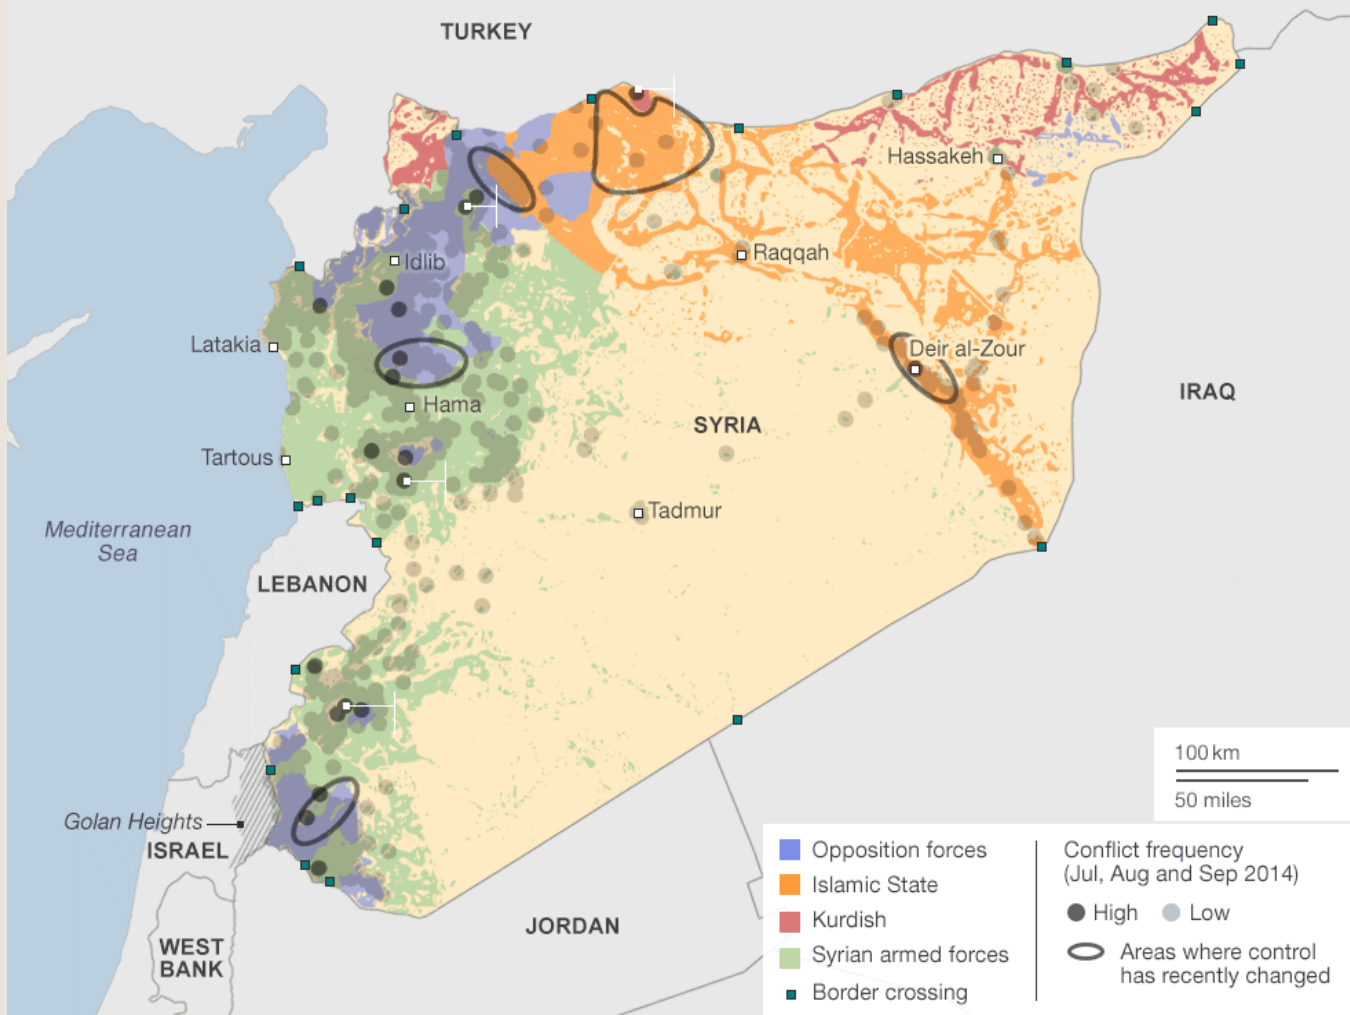 TURKEY
Hassakeh
Raqqah
Idlib
Latakia
Deir al-Zour
IRAQ
Hama
SYRIA
Tartous
Tadmur
Mediterranean
Sea
LEBANON
Golan Heights
ISRAEL
JORDAN
WEST
BANK
100 km
50 miles
Opposition forces
Islamic State
Kurdish
Syrian armed forces
Border crossing
Conflict frequency
(Jul, Aug and Sep 2014)
High
Low
Areas where control
has recently changed